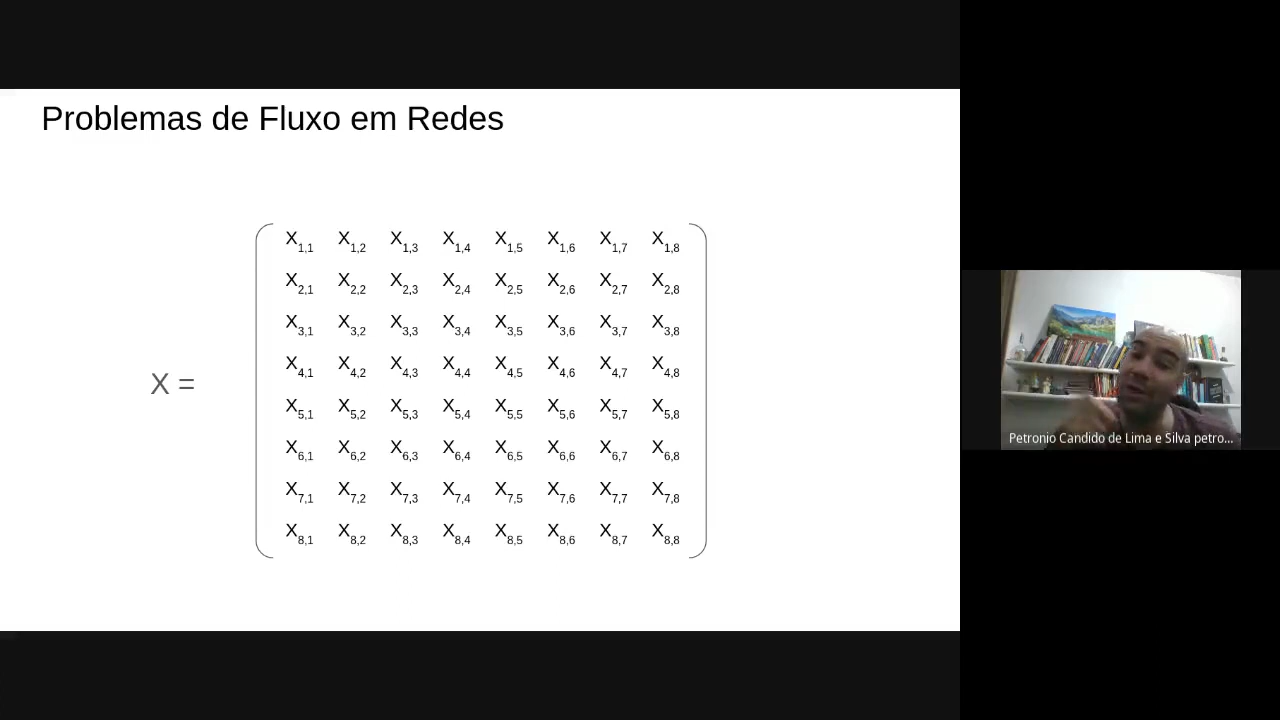 Problemas de Fluxo em Redes
X =
X1,1 X1,2 X1,3 X1,4 X1,5 X1,6 X1,7 X1,8
X2,1 X2,2 X2,3 X2,4 X2,5 X2,6 X2,7 X2,8
X3,1 X3,2 X3,3 X3,4 X3,5 X3,6 X3,7 X3,8
X4,1 X4,2 X4,3 X4,4 X4,5 X4,6 X4,7 X4,8
X5,1 X5,2 X5,3 X5,4 X5,5 X5,6 X5,7 X5,8
X6,1 X6,2 X6,3 X6,4 X6,5 X6,6 X6,7 X6,8
X7,1 X7,2 X7,3 X7,4 X7,5 X7,6 X7,7 X7,8
X8,1 X8,2 X8,3 X8,4 X8,5 X8,6 X8,7 X8,8
Petronio Candido de Lima e Silva petro...